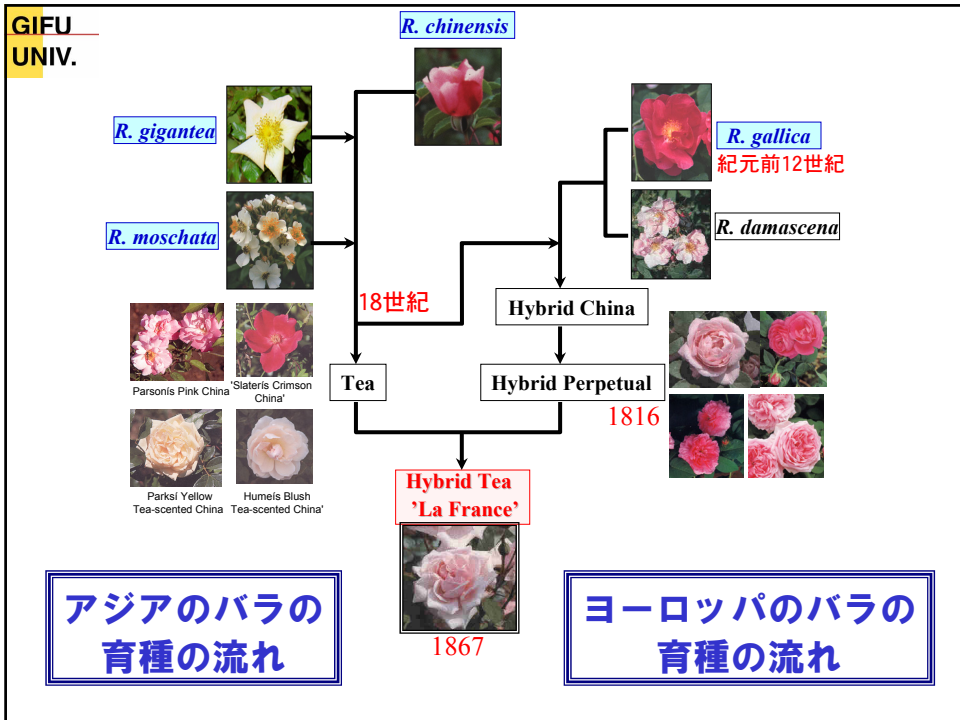 GIFU
UNIV.
R. chinensis
R. gigantea
R. gallica
紀元前12世紀
R. moschata
R. damascena
18世紀
Hybrid China
Parsonís Pink China
'Slaterís Crimson
China'
Tea
Hybrid Perpetual
1816
Parksí Yellow
Tea-scented China
Humeís Blush
Tea-scented China'
Hybrid Tea
’La France’
1867
アジアのバラの
育種の流れ
ヨーロッパのバラの
育種の流れ